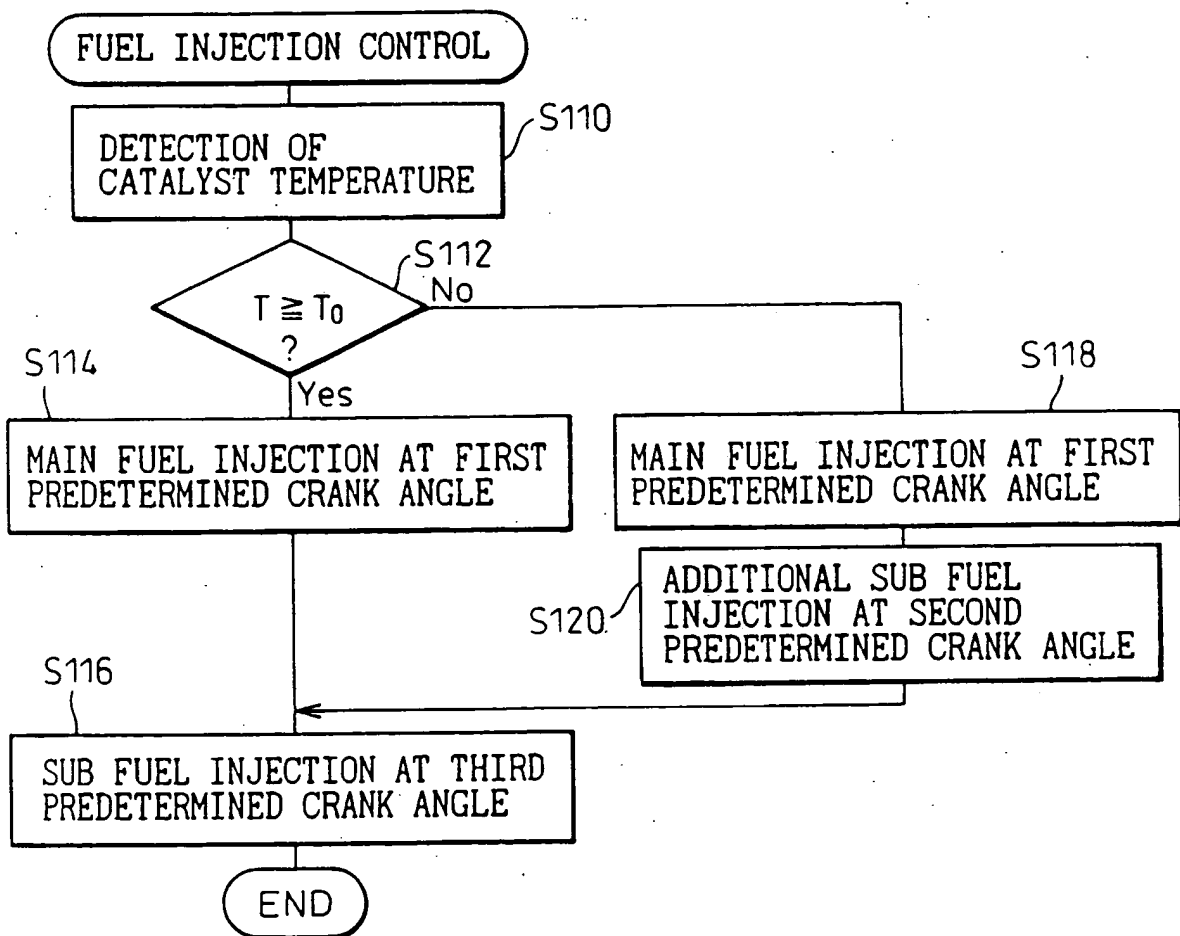 FUEL INJECTION CONTROL
S110
DETECTION OF
CATALYST TEMPERATURE
S112
T ≧ T0
?
No
Yes
S114
MAIN FUEL INJECTION AT FIRST
PREDETERMINED CRANK ANGLE
S118
MAIN FUEL INJECTION AT FIRST
PREDETERMINED CRANK ANGLE
S120
ADDITIONAL SUB FUEL
INJECTION AT SECOND
PREDETERMINED CRANK ANGLE
S116
SUB FUEL INJECTION AT THIRD
PREDETERMINED CRANK ANGLE
END